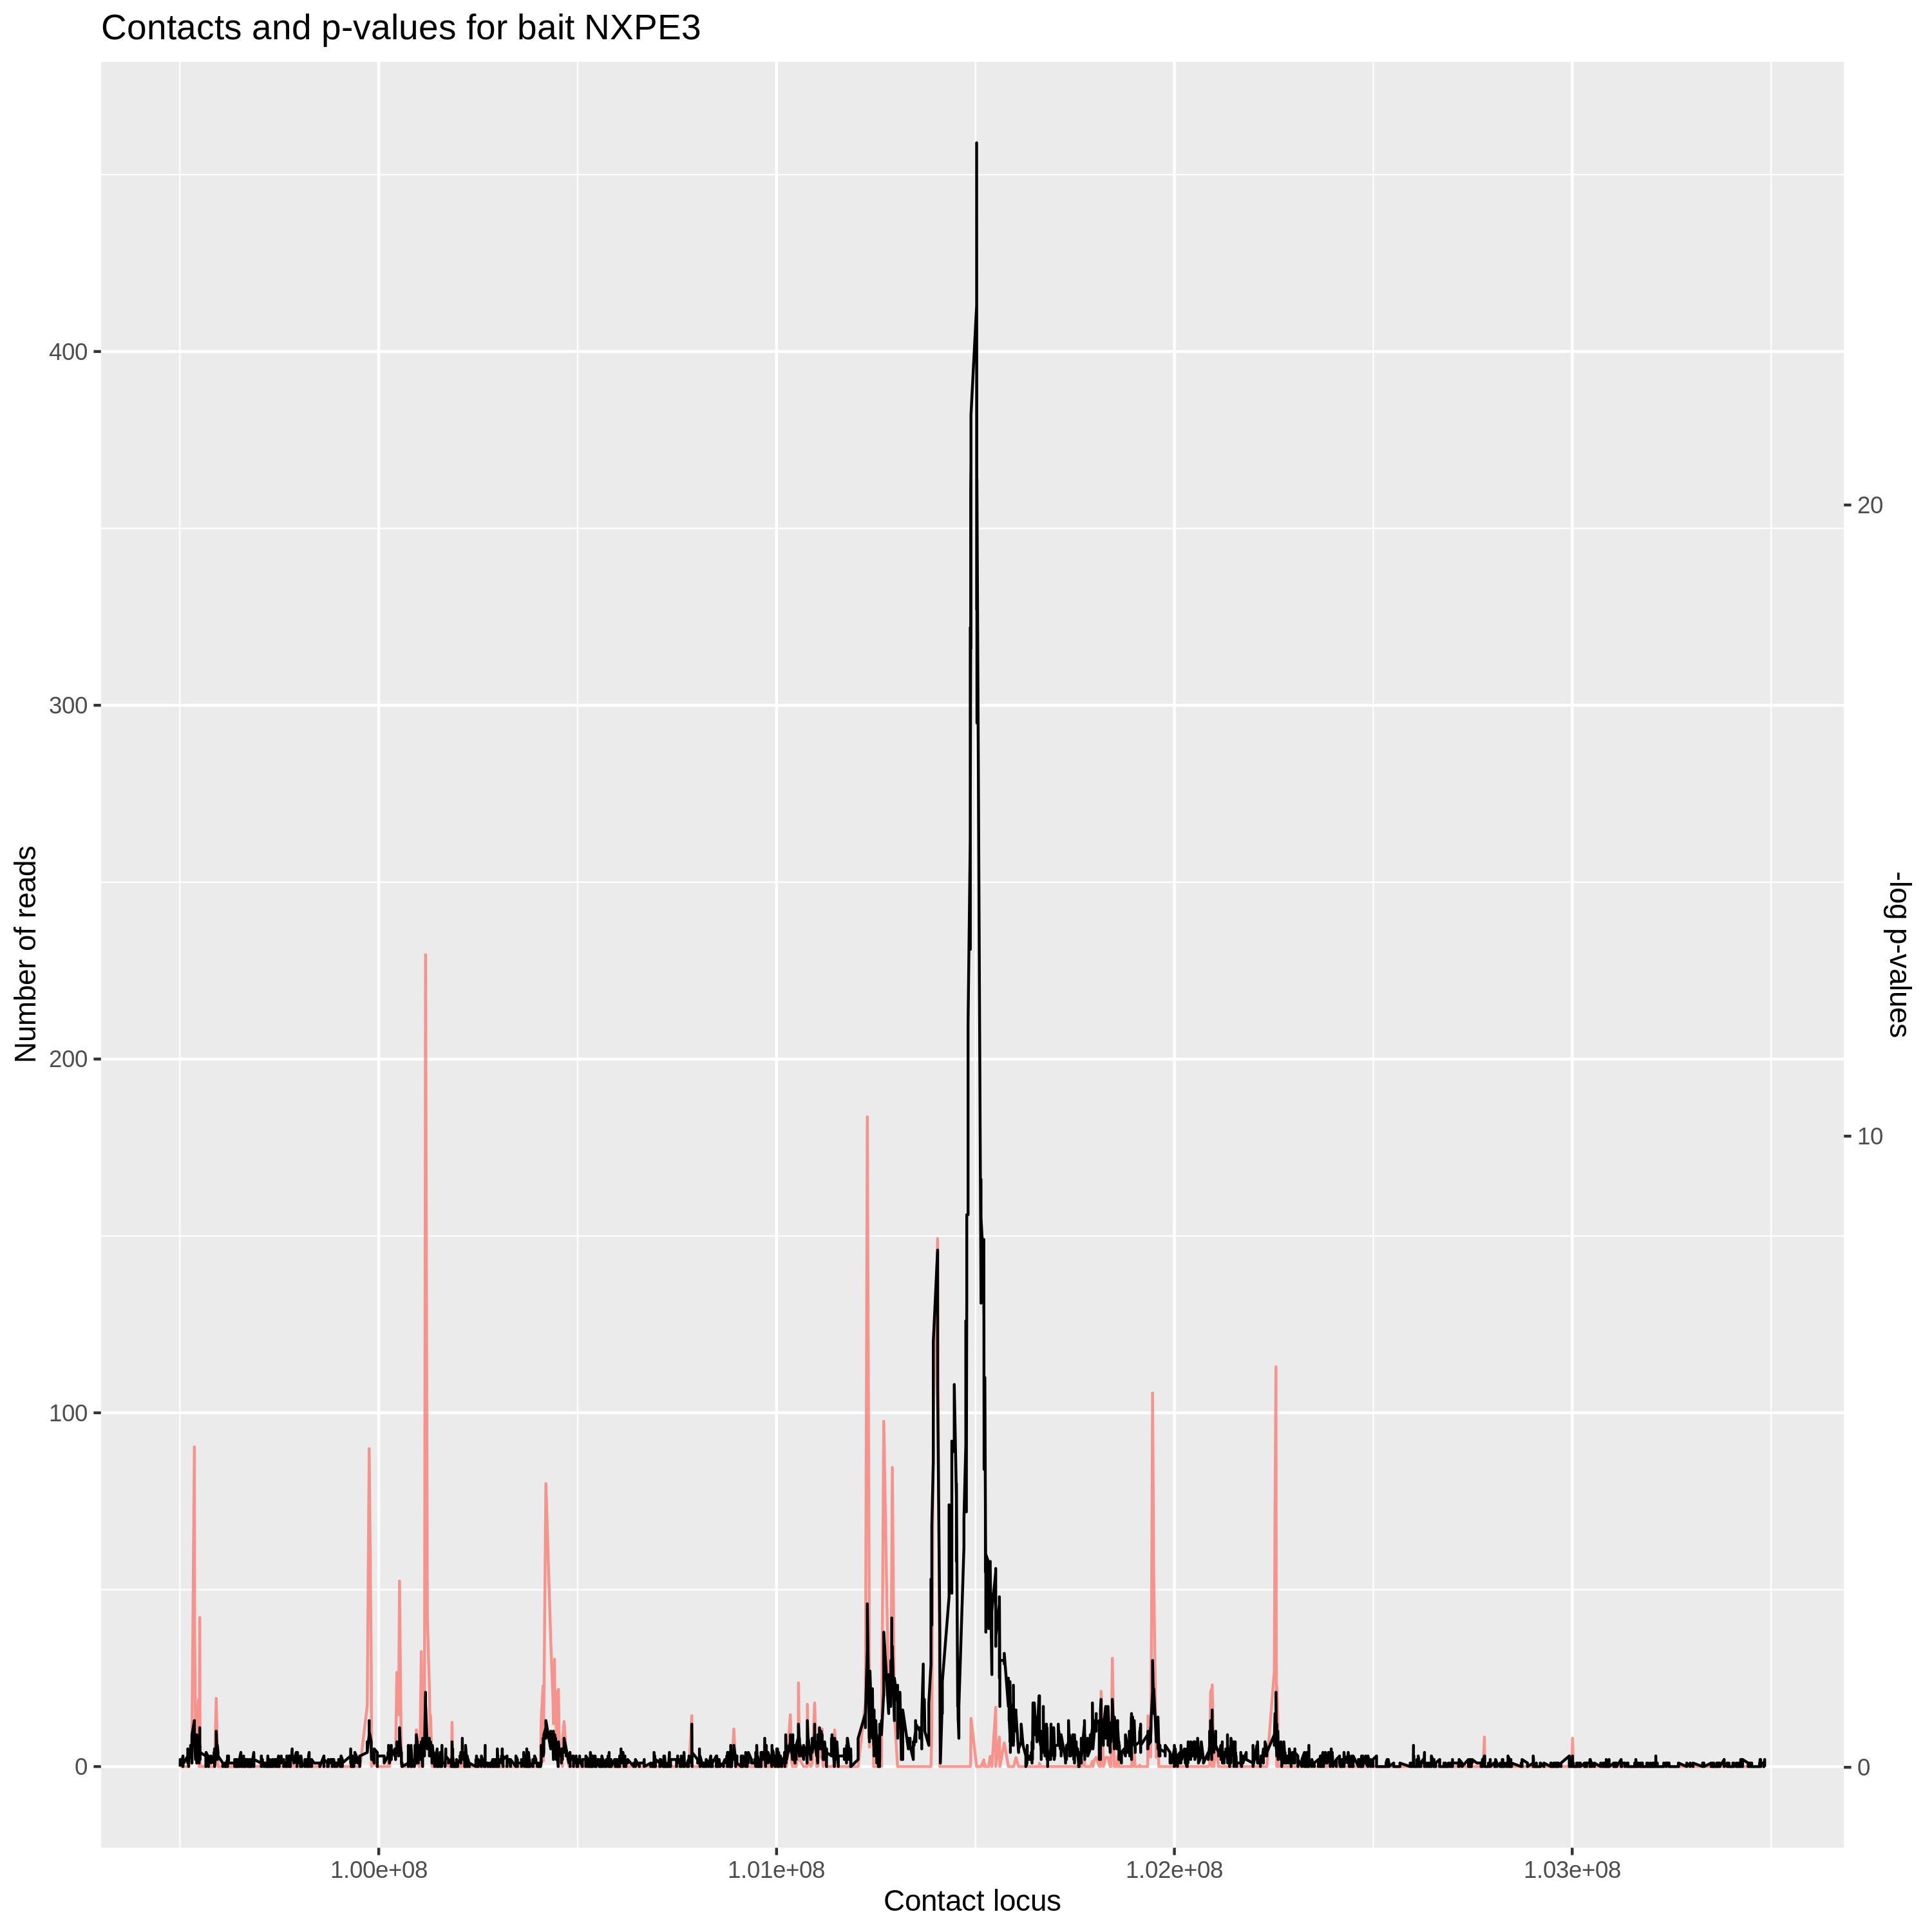 Contacts and p-values for bait NXPE3
400
300
200
100
0
Number of reads
20
10
0
-log p-values
1.00e+08 1.01e+08 1.02e+08 1.03e+08
Contact locus